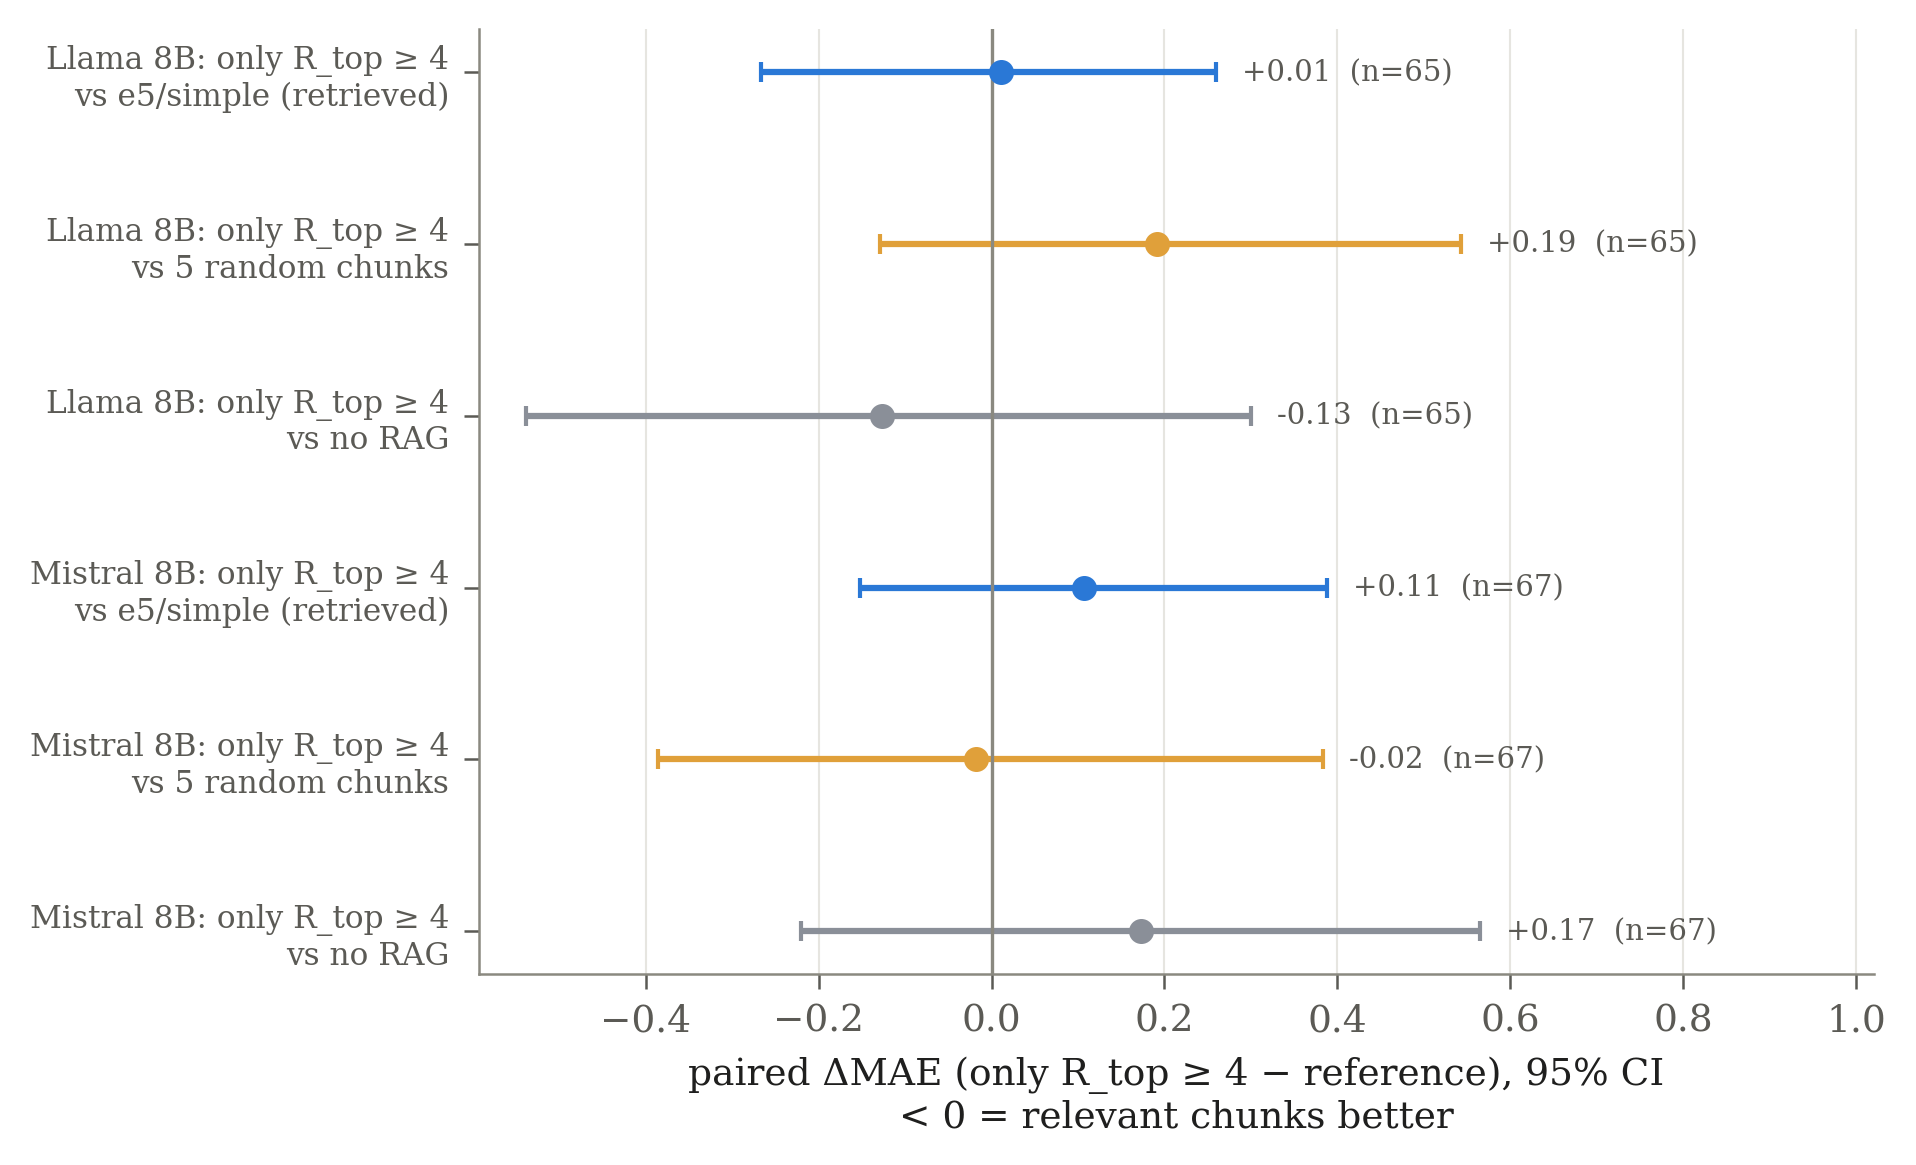 Llama 8B: only R_top ≥ 4
vs e5/simple (retrieved)
+0.01  (n=65)
Llama 8B: only R_top ≥ 4
vs 5 random chunks
+0.19  (n=65)
Llama 8B: only R_top ≥ 4
vs no RAG
-0.13  (n=65)
Mistral 8B: only R_top ≥ 4
vs e5/simple (retrieved)
+0.11  (n=67)
Mistral 8B: only R_top ≥ 4
vs 5 random chunks
-0.02  (n=67)
Mistral 8B: only R_top ≥ 4
vs no RAG
+0.17  (n=67)
−0.4 −0.2 0.0 0.2 0.4 0.6 0.8 1.0
paired ΔMAE (only R_top ≥ 4 − reference), 95% CI
< 0 = relevant chunks better